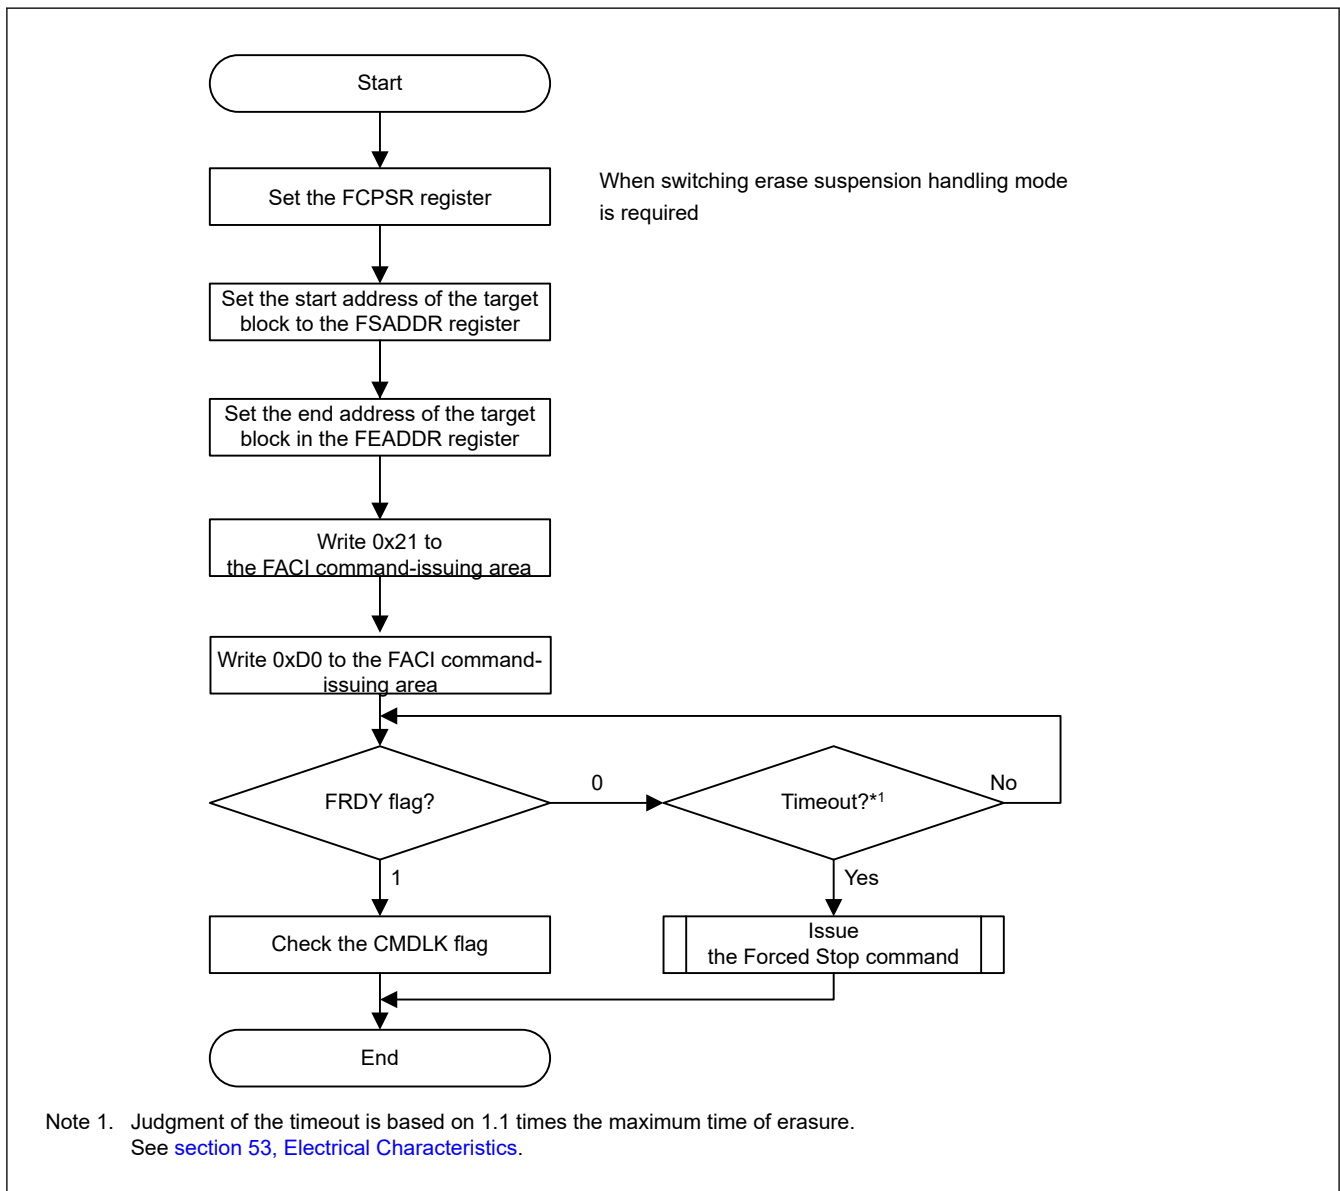 Start
Set the FCPSR register
When switching erase suspension handling mode
is required
Set the start address of the target
block to the FSADDR register
Set the end address of the target
block in the FEADDR register
Write 0x21 to
the FACI command-issuing area
Write 0xD0 to the FACI command-
issuing area
FRDY flag?
0
Timeout?*1
No
1
Yes
Check the CMDLK flag
Issue
the Forced Stop command
End
Note 1. Judgment of the timeout is based on 1.1 times the maximum time of erasure.
See section 53, Electrical Characteristics.